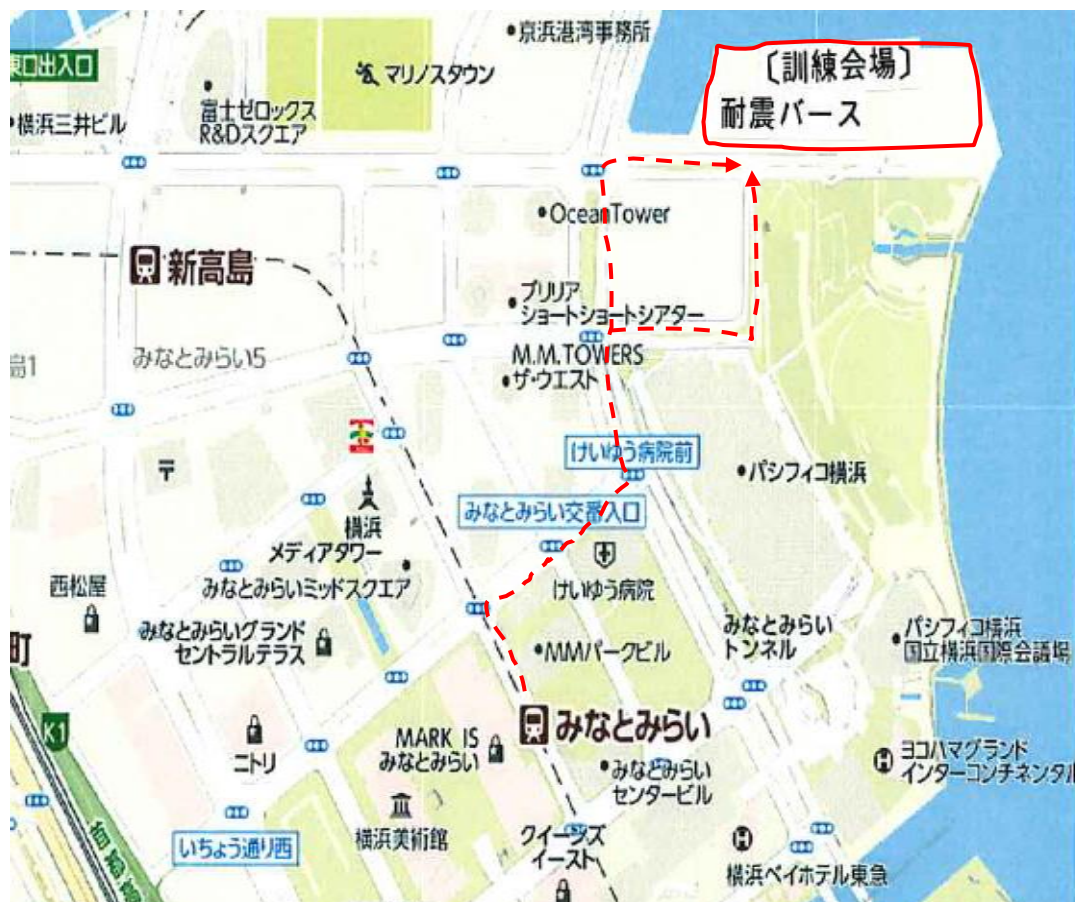 京浜港湾事務所
東口出入口
マリノスタウン
〔訓練会場〕
耐震バース
横浜三井ビル
富士ゼロックス
R&Dスクエア
OceanTower
新高島
ブリリア
ショートショートシアター
島1
みなとみらい5
M.M.TOWERS
ザ・ウエスト
けいゆう病院前
パシフィコ横浜
みなとみらい交番入口
横浜
メディアタワー
けいゆう病院
西松屋
みなとみらいミッドスクエア
みなとみらいグランド
セントラルテラス
みなとみらい
トンネル
パシフィコ横浜
国立横浜国際会議場
町
MMパークビル
K1
ニトリ
MARK IS
みなとみらい
みなとみらい
みなとみらい
センタービル
ヨコハマグランド
インターコンチネンタル
いちょう通り西
横浜美術館
クイーンズ
イースト
横浜ベイホテル東急